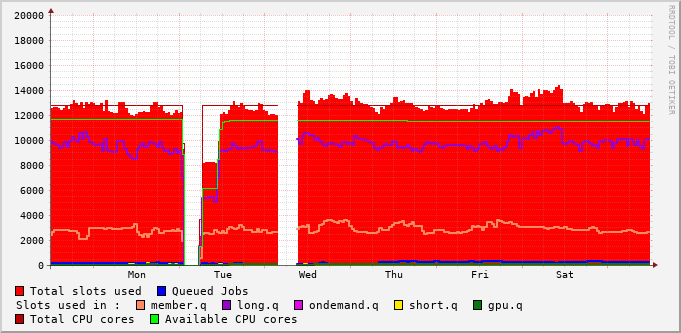 20000
18000
16000
14000
12000
10000
8000
6000
4000
2000
0
Mon Tue Wed Thu Fri Sat
RRDTOOL / TOBI OETIKER
Total slots used Queued Jobs
Slots used in : member.q long.q ondemand.q short.q gpu.q
Total CPU cores Available CPU cores